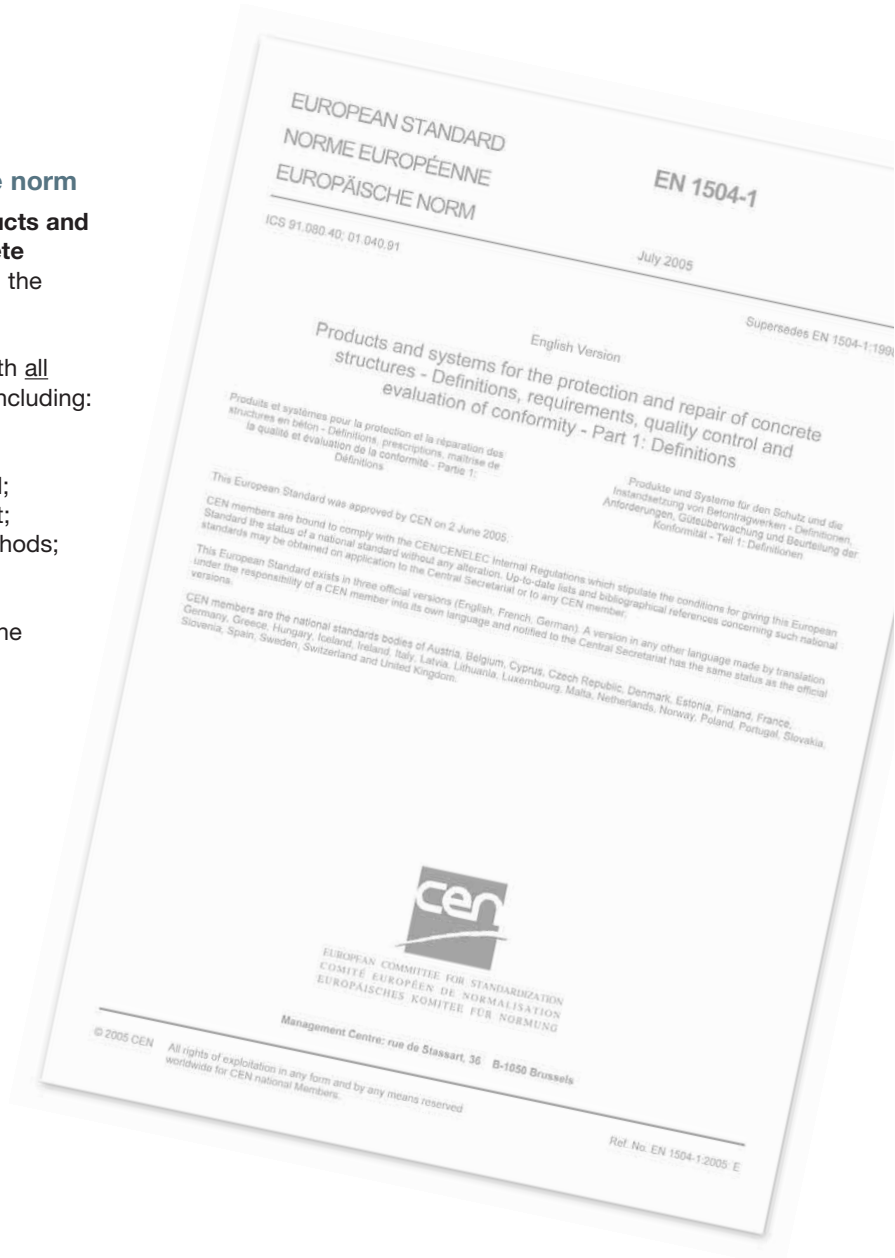 e norm
ucts and
ete
the
th all
ncluding:
;
t;
hods;
he
EUROPEAN STANDARD
NORME EUROPÉENNE
EUROPÄISCHE NORM
EN 1504-1
ICS 91.080.40; 01.040.91
July 2005
Supersedes EN 1504-1:199
English Version
Products and systems for the protection and repair of concrete
structures - Definitions, requirements, quality control and
evaluation of conformity - Part 1: Definitions
Produits et systèmes pour la protection et la réparation des
structures en béton - Définitions, prescriptions, maîtrise de
la qualité et évaluation de la conformité - Partie 1:
Définitions
Produkte und Systeme für den Schutz und die
Instandsetzung von Betontragwerken - Definitionen,
Anforderungen, Güteüberwachung und Beurteilung der
Konformität - Teil 1: Definitionen
This European Standard was approved by CEN on 2 June 2005.
CEN members are bound to comply with the CEN/CENELEC Internal Regulations which stipulate the conditions for giving this European
Standard the status of a national standard without any alteration. Up-to-date lists and bibliographical references concerning such national
standards may be obtained on application to the Central Secretariat or to any CEN member.
This European Standard exists in three official versions (English, French, German). A version in any other language made by translation
under the responsibility of a CEN member into its own language and notified to the Central Secretariat has the same status as the official
versions.
CEN members are the national standards bodies of Austria, Belgium, Cyprus, Czech Republic, Denmark, Estonia, Finland, France,
Germany, Greece, Hungary, Iceland, Ireland, Italy, Latvia, Lithuania, Luxembourg, Malta, Netherlands, Norway, Poland, Portugal, Slovakia,
Slovenia, Spain, Sweden, Switzerland and United Kingdom.
cen
EUROPEAN COMMITTEE FOR STANDARDIZATION
COMITÉ EUROPÉEN DE NORMALISATION
EUROPÄISCHES KOMITEE FÜR NORMUNG
Management Centre: rue de Stassart, 36 B-1050 Brussels
© 2005 CEN
All rights of exploitation in any form and by any means reserved
worldwide for CEN national Members.
Ref. No. EN 1504-1:2005: E